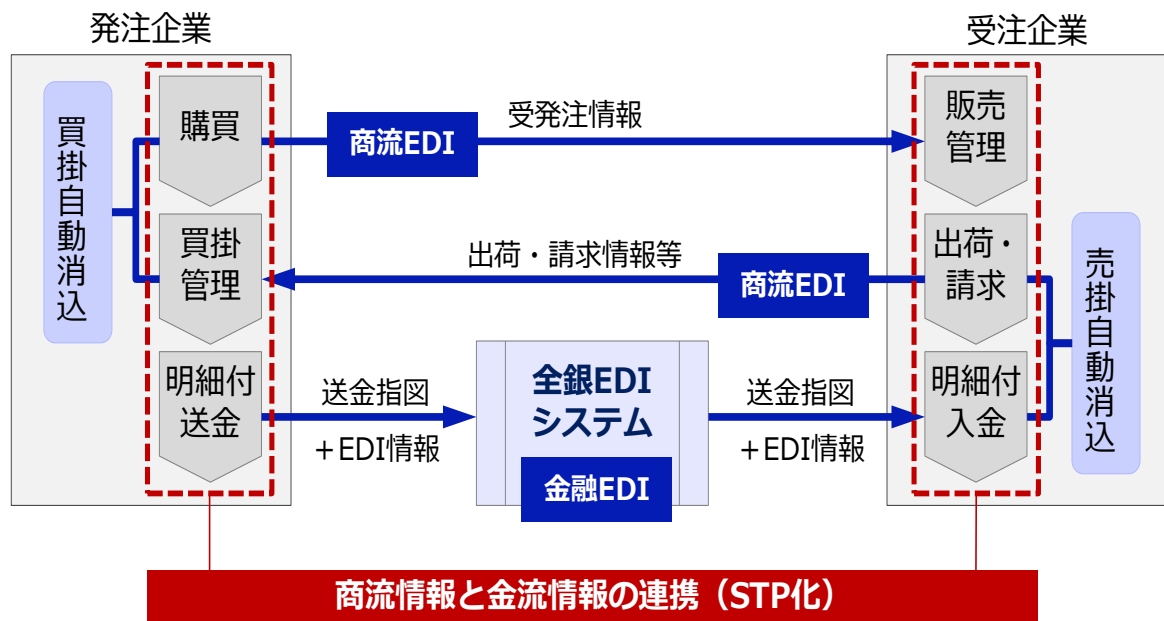 発注企業
受注企業
買掛自動消込
購買
商流EDI
受発注情報
販売
管理
買掛
管理
出荷・請求情報等
商流EDI
出荷・
請求
売掛自動消込
明細付
送金
送金指図
+EDI情報
全銀EDI
システム
金融EDI
送金指図
+EDI情報
明細付
入金
商流情報と金流情報の連携（STP化）